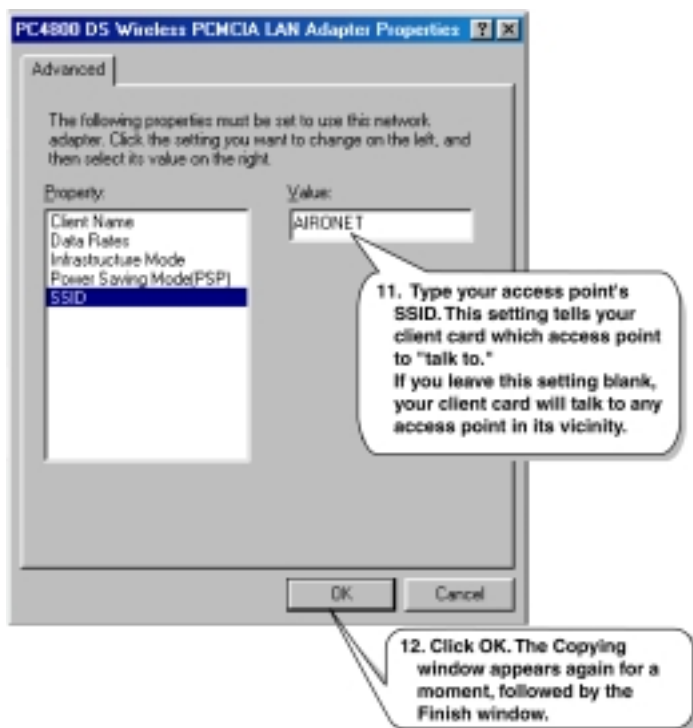 PC4800 DS Wireless PCMCIA LAN Adapter Properties
Advanced
The following properties must be set to use this network
adapter. Click the setting you want to change on the left, and
then select its value on the right.
Property:
Value:
Client Name
Data Rates
Infrastructure Mode
Power Saving Mode(PSP)
SSID
AIRONET
11. Type your access point's
SSID. This setting tells your
client card which access point
to "talk to."
If you leave this setting blank,
your client card will talk to any
access point in its vicinity.
OK
Cancel
12. Click OK. The Copying
window appears again for a
moment, followed by the
Finish window.